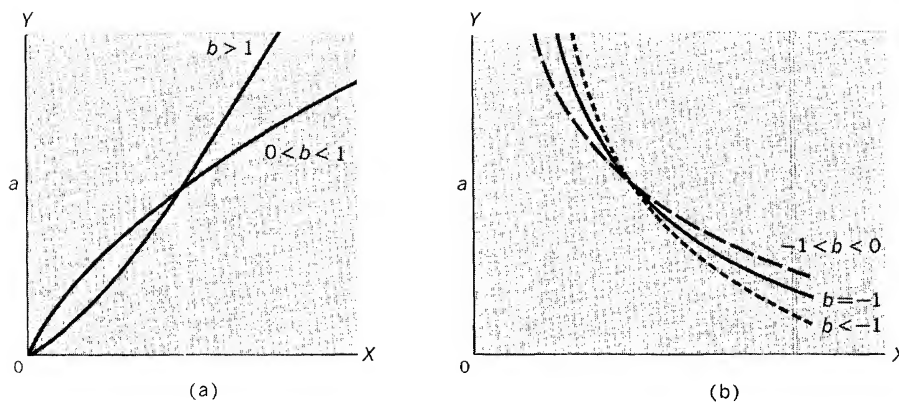 Y
b > 1
0 < b < 1
a
0
X
(a)
Y
a
−1 < b < 0
b = −1
b < −1
0
X
(b)